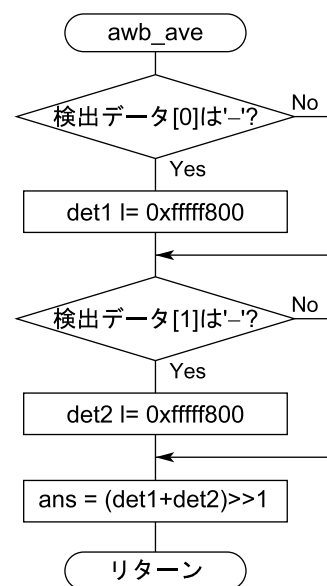 awb_ave
検出データ[0]は'–'?
No
Yes
det1 l= 0xfffff800
検出データ[1]は'–'?
No
Yes
det2 l= 0xfffff800
ans = (det1+det2)>>1
リターン